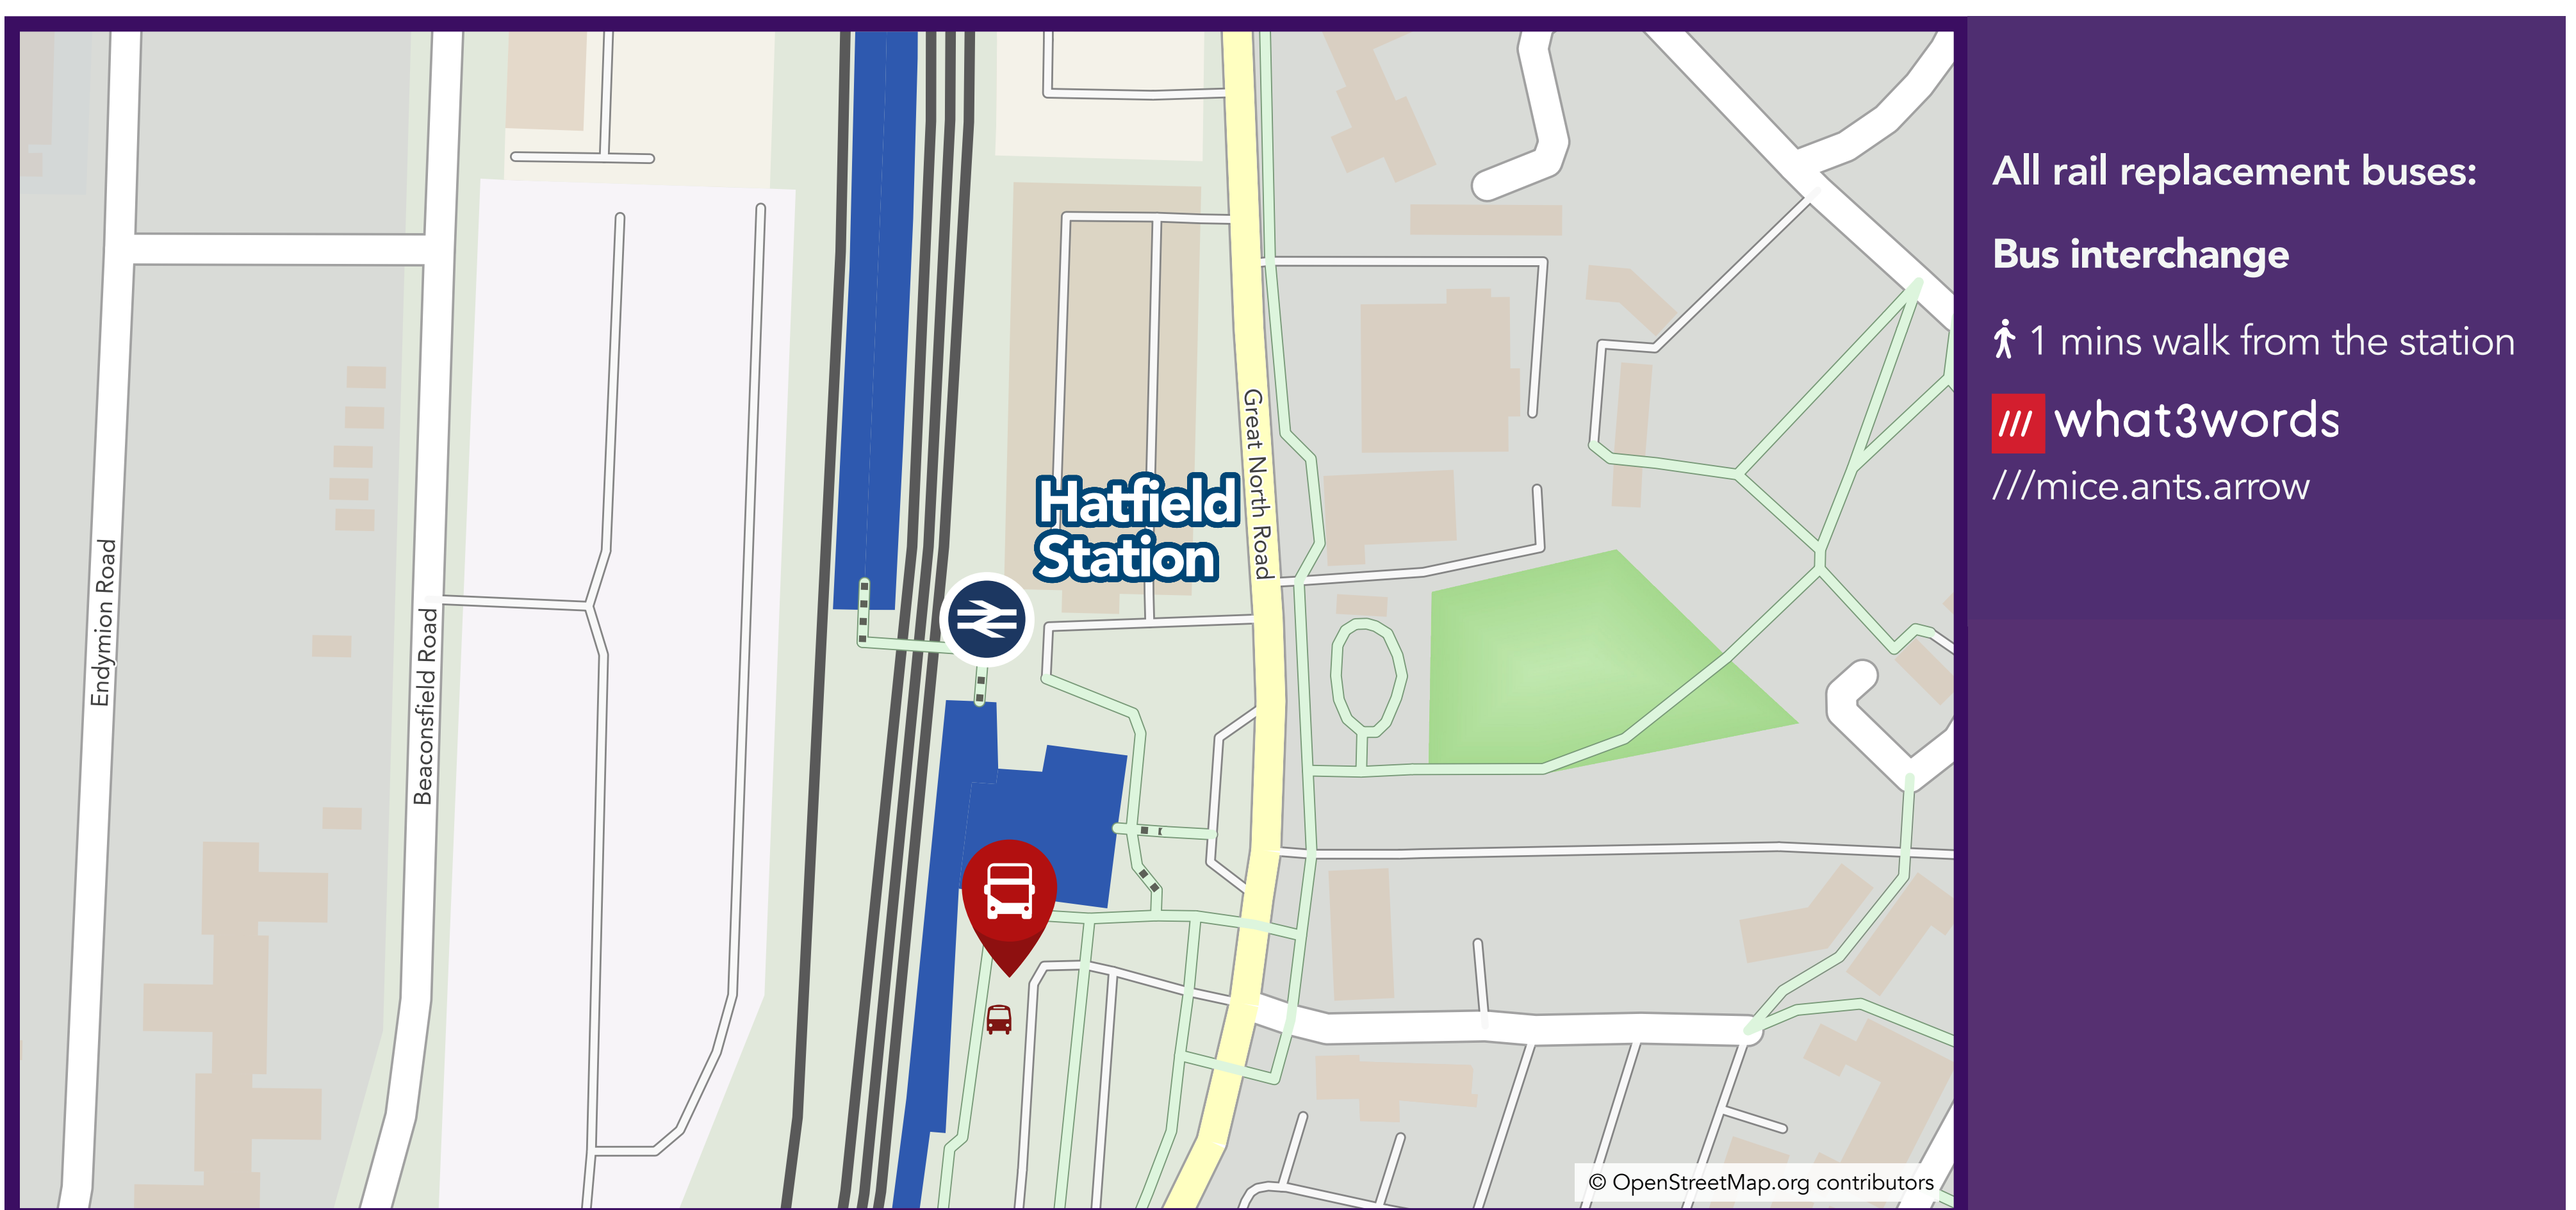 Hatfield
Station
Great North Road
Endymion Road
Beaconsfield Road
© OpenStreetMap.org contributors
All rail replacement buses:
Bus interchange
1 mins walk from the station
/// what3words
///mice.ants.arrow